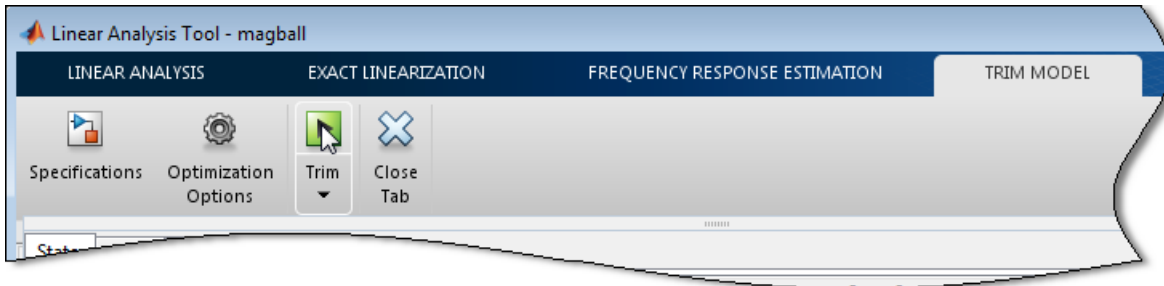 Linear Analysis Tool - magball
LINEAR ANALYSIS EXACT LINEARIZATION FREQUENCY RESPONSE ESTIMATION TRIM MODEL
Specifications Optimization Options Trim Close Tab